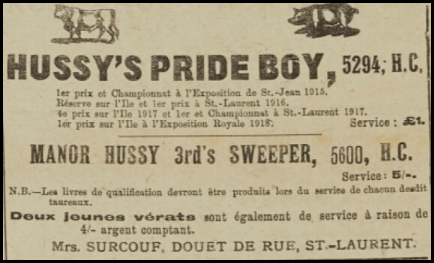 HUSSY'S PRIDE BOY, 5294, H.C.
1er prix et Championnat à l'Exposition de St.-Jean 1915.
Réserve sur l'Ile et 1er prix à St.-Laurent 1916.
4e prix sur l'Ile 1917 et 1er et Championnat à St.-Laurent 1917.
1er prix sur l'Ile à l'Exposition Royale 1918. Service: £1.
MANOR HUSSY 3rd's SWEEPER, 5600, H.C.
Service: 5/-.
N.B.—Les livres de qualification devront être produits lors du service de chacun desdit
taureaux.
Deux jeunes vérats sont également de service à raison de
4/- argent comptant.
Mrs. SURCOUF, DOUET DE RUE, ST.-LAURENT.